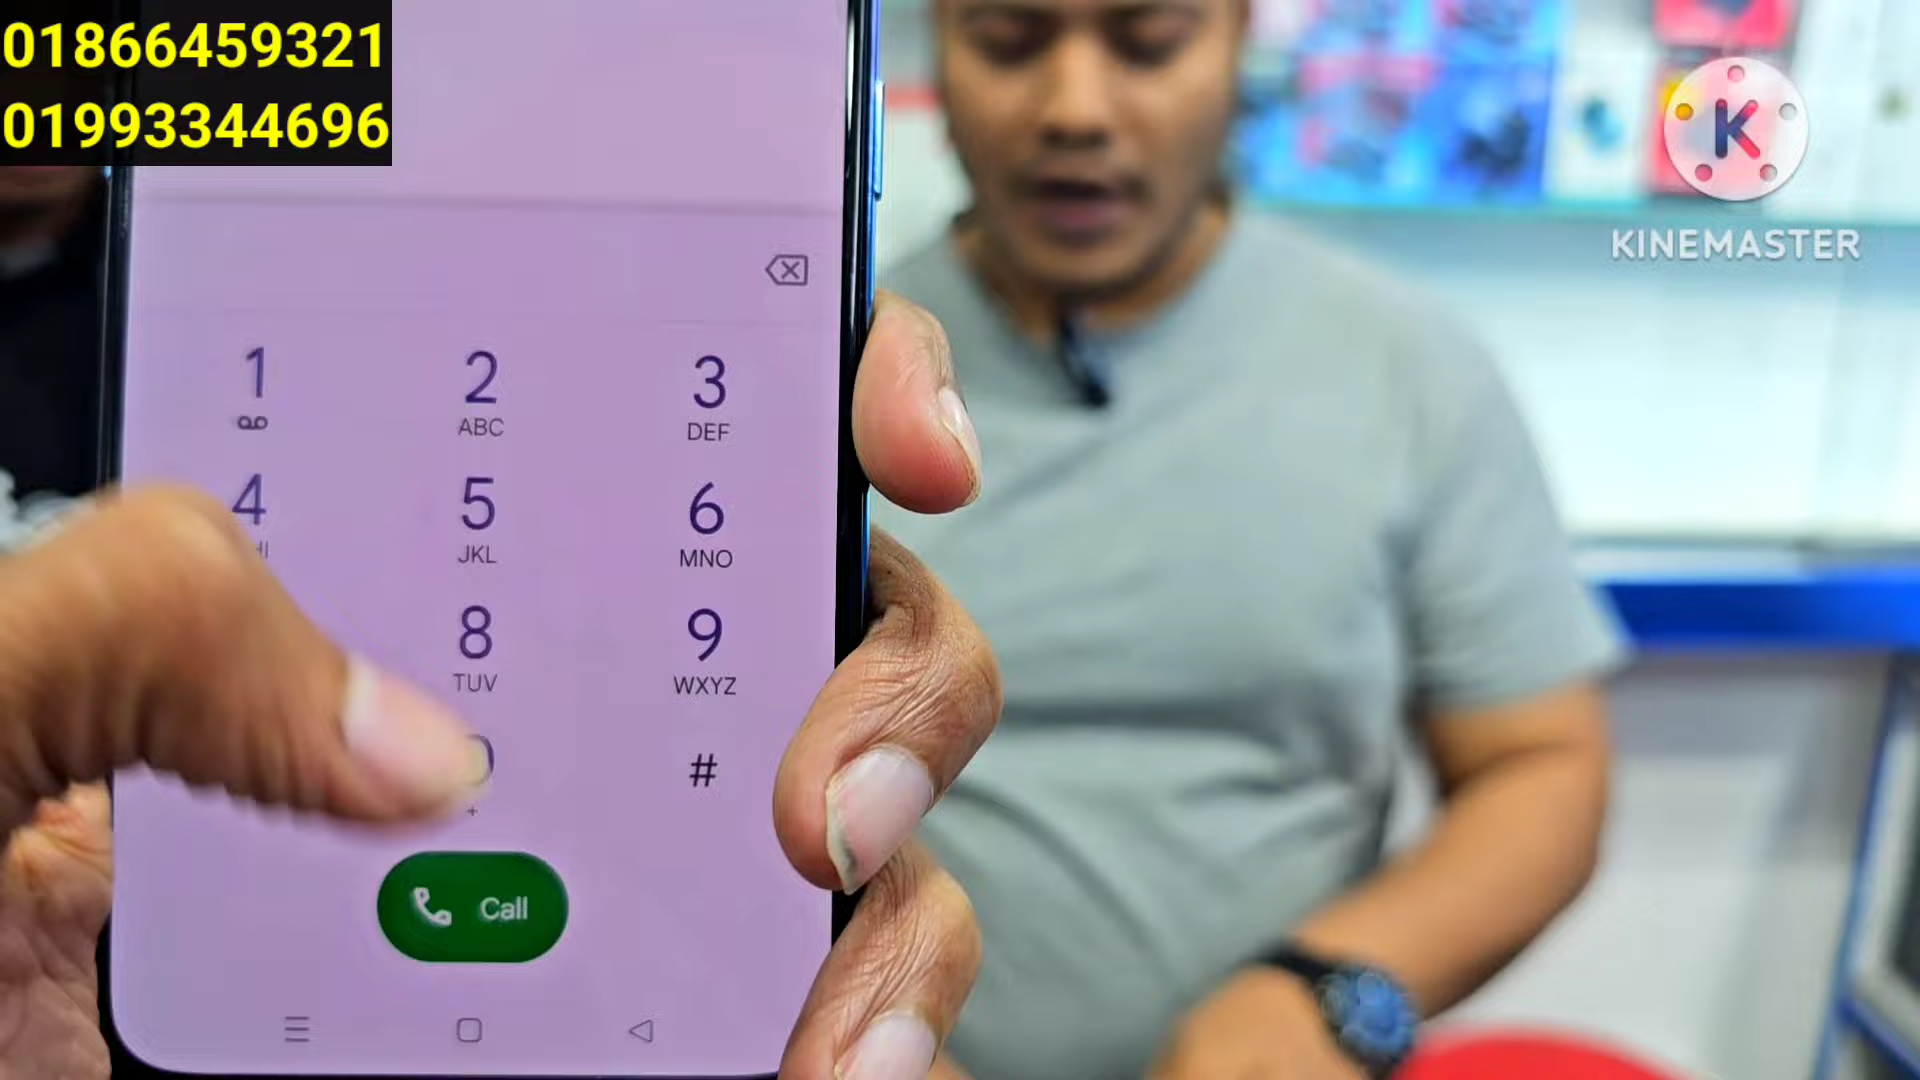 01866459321
01993344696
K
KINEMASTER
1
2
3
ABC
DEF
4
5
6
JKL
MNO
8
9
TUV
WXYZ
#
+
Call